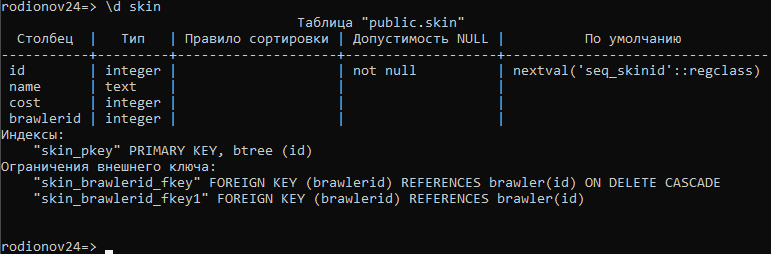 rodionov24=> \d skin
                                     Таблица "public.skin"
  Столбец  |   Тип   | Правило сортировки | Допустимость NULL |          По умолчанию
-----------+---------+--------------------+-------------------+--------------------------------
 id        | integer |                    | not null          | nextval('seq_skinid'::regclass)
 name      | text    |                    |                   |
 cost      | integer |                    |                   |
 brawlerid | integer |                    |                   |
Индексы:
    "skin_pkey" PRIMARY KEY, btree (id)
Ограничения внешнего ключа:
    "skin_brawlerid_fkey" FOREIGN KEY (brawlerid) REFERENCES brawler(id) ON DELETE CASCADE
    "skin_brawlerid_fkey1" FOREIGN KEY (brawlerid) REFERENCES brawler(id)
rodionov24=>